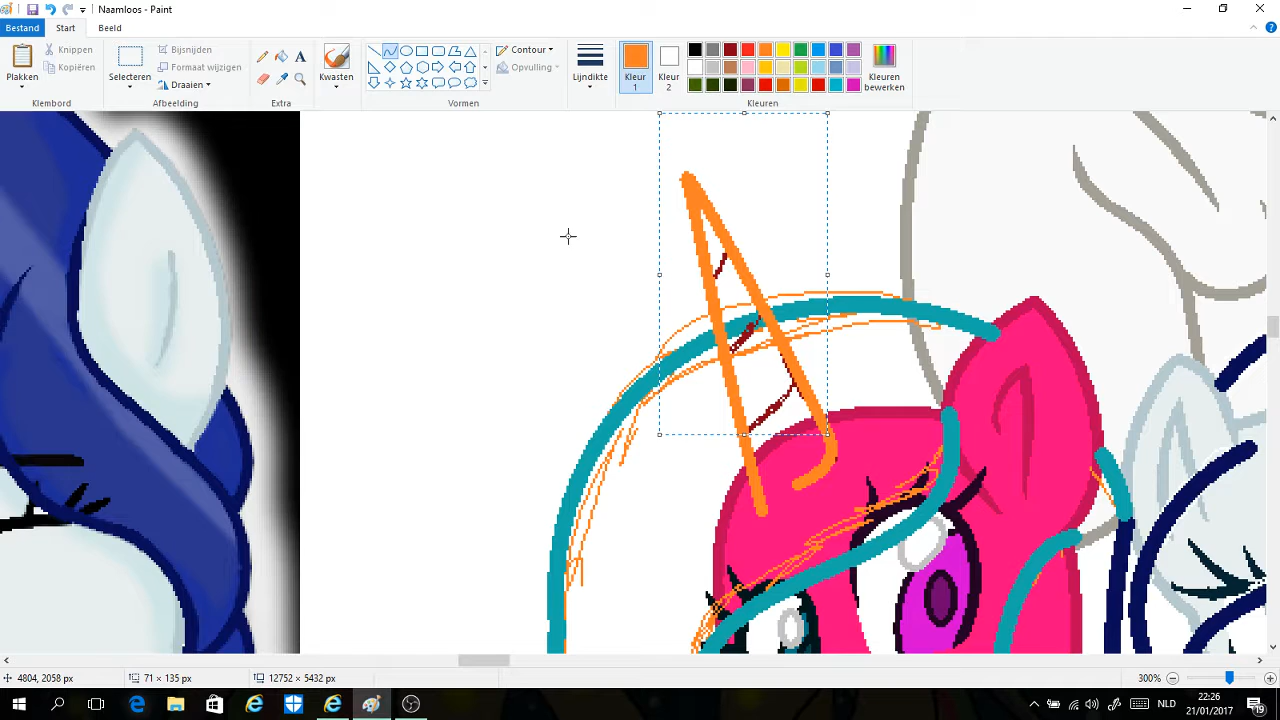 Naamloos - Paint
Bestand Start Beeld
Plakken
Knippen
Kopiëren
Klembord
Selecteren
Bijsnijden
Formaat wijzigen
Draaien
Afbeelding
A
Extra
Kwasten
Contour
Opvulling
Vormen
Lijndikte
Kleur 1
Kleur 2
Kleuren bewerken
Kleuren
4804, 2058 px
71 × 135 px
12752 × 5432 px
300%
NLD
22:26
21/01/2017
19